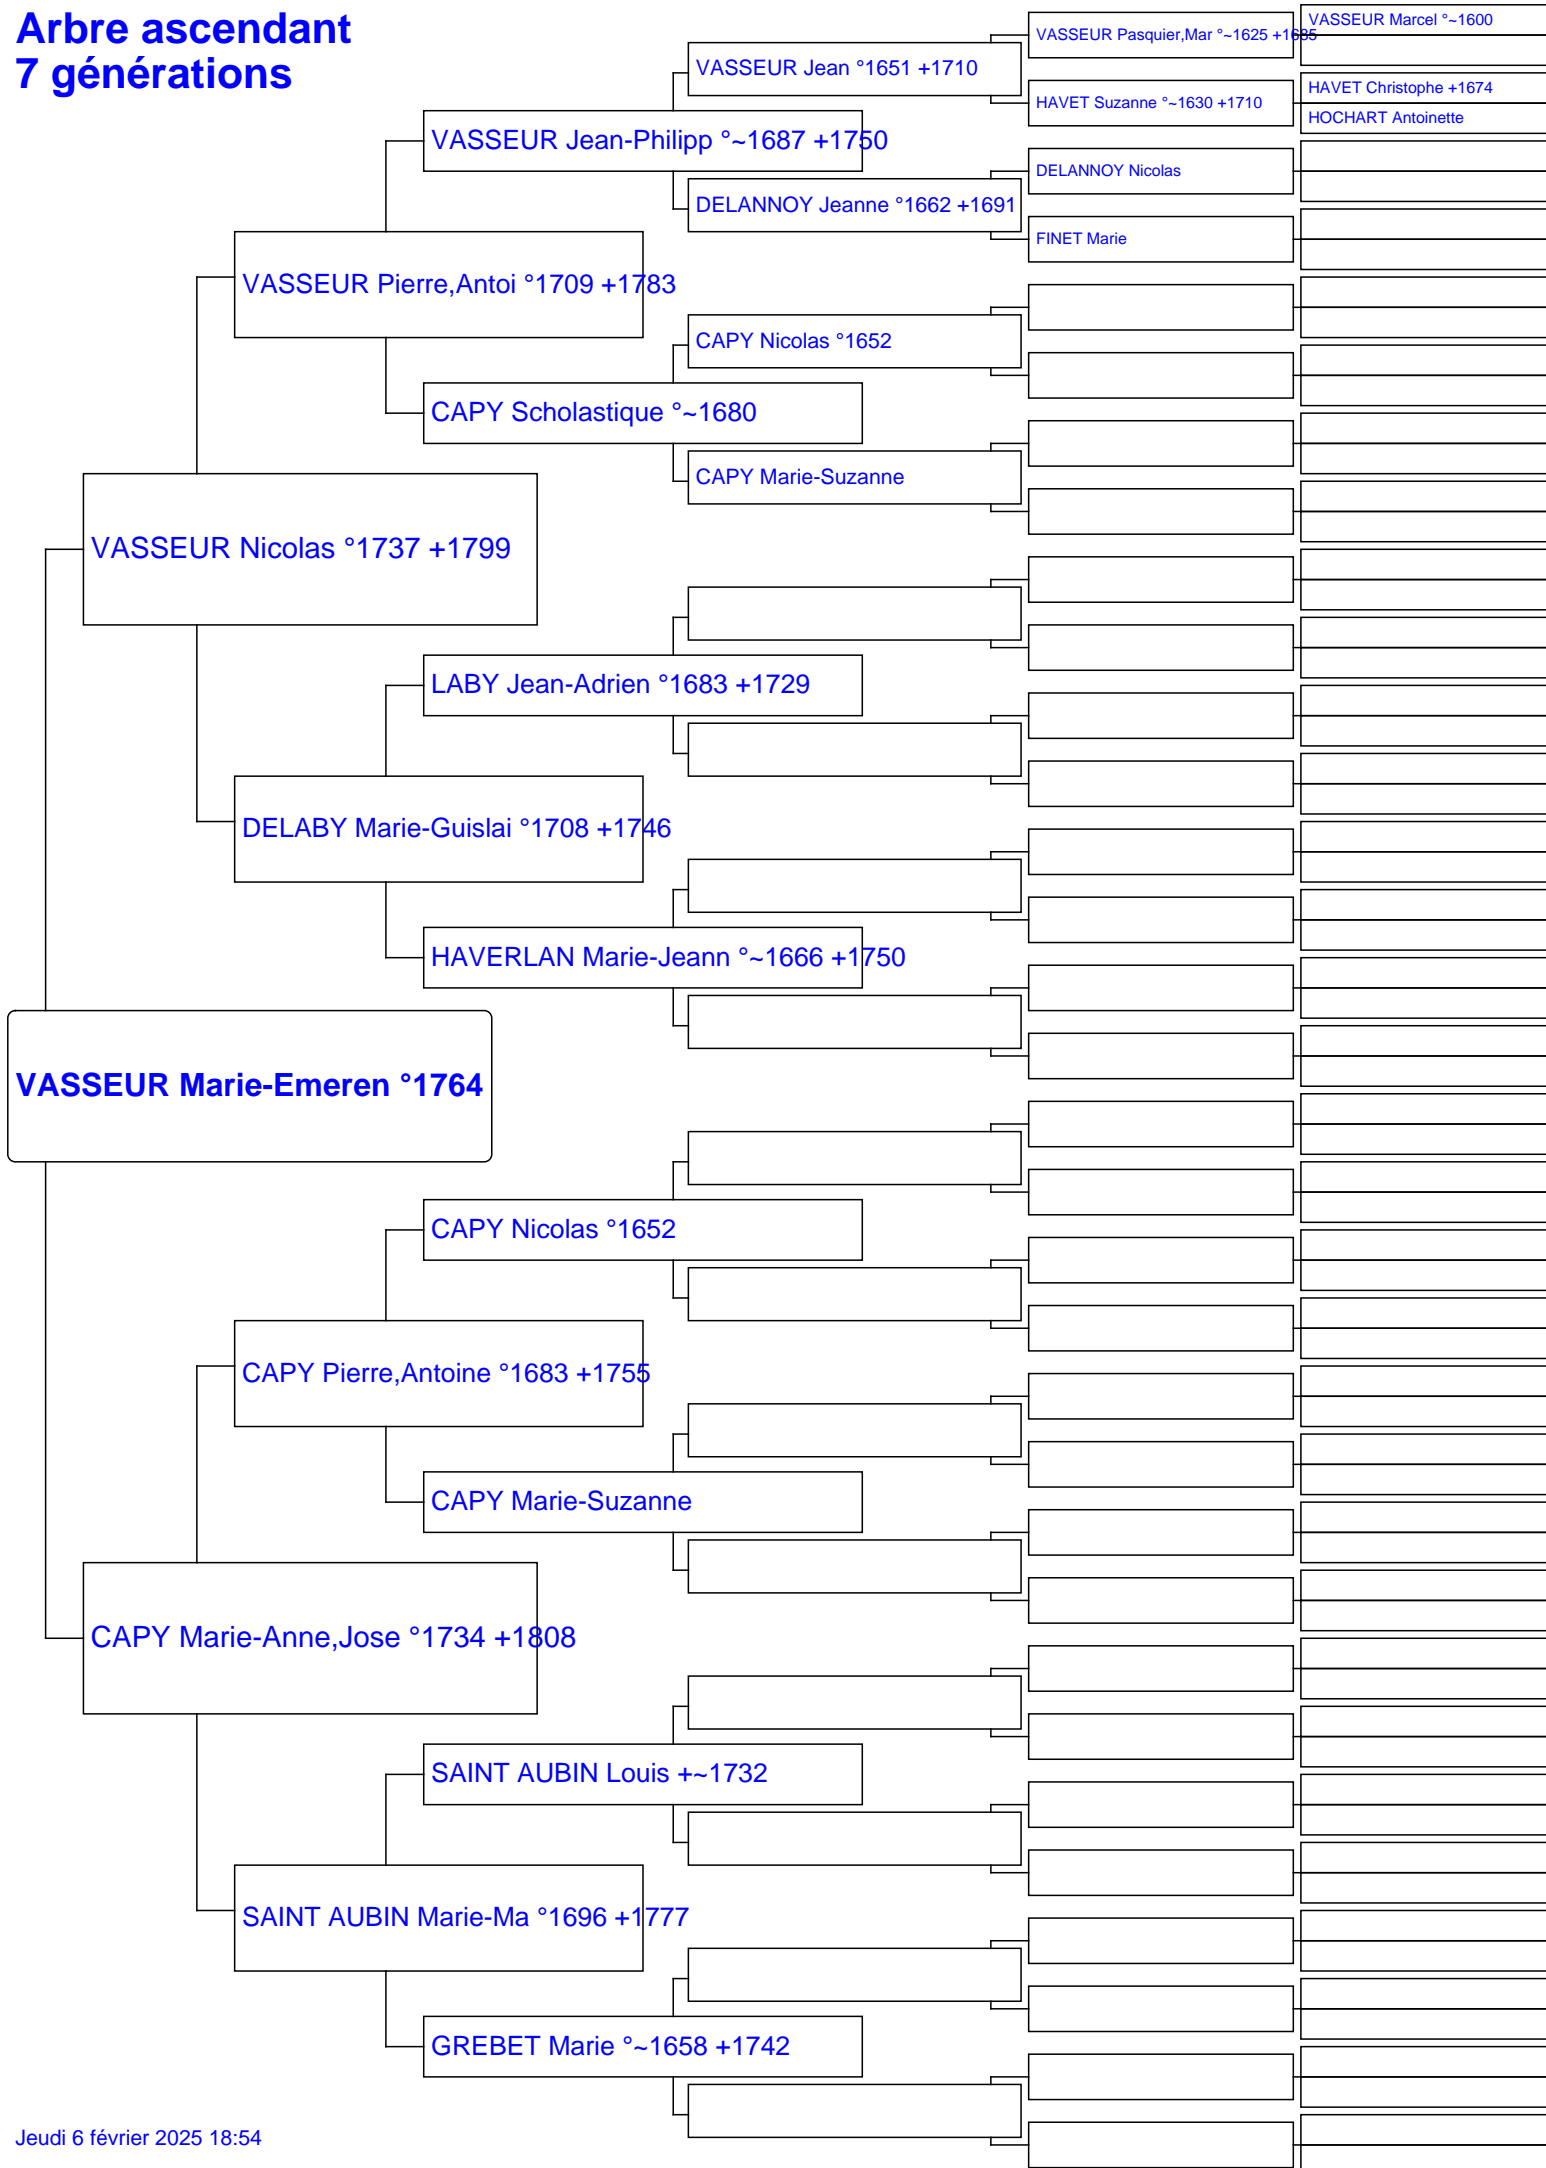 Arbre ascendant
7 générations
VASSEUR Marcel °~1600
VASSEUR Pasquier,Mar °~1625 +1685
VASSEUR Jean °1651 +1710
HAVET Christophe +1674
HAVET Suzanne °~1630 +1710
HOCHART Antoinette
VASSEUR Jean-Philipp °~1687 +1750
DELANNOY Nicolas
DELANNOY Jeanne °1662 +1691
FINET Marie
VASSEUR Pierre,Antoi °1709 +1783
CAPY Nicolas °1652
CAPY Scholastique °~1680
CAPY Marie-Suzanne
VASSEUR Nicolas °1737 +1799
LABY Jean-Adrien °1683 +1729
DELABY Marie-Guislai °1708 +1746
HAVERLAN Marie-Jeann °~1666 +1750
VASSEUR Marie-Emeren °1764
CAPY Nicolas °1652
CAPY Pierre,Antoine °1683 +1755
CAPY Marie-Suzanne
CAPY Marie-Anne,Jose °1734 +1808
SAINT AUBIN Louis +~1732
SAINT AUBIN Marie-Ma °1696 +1777
GREBET Marie °~1658 +1742
Jeudi 6 février 2025 18:54